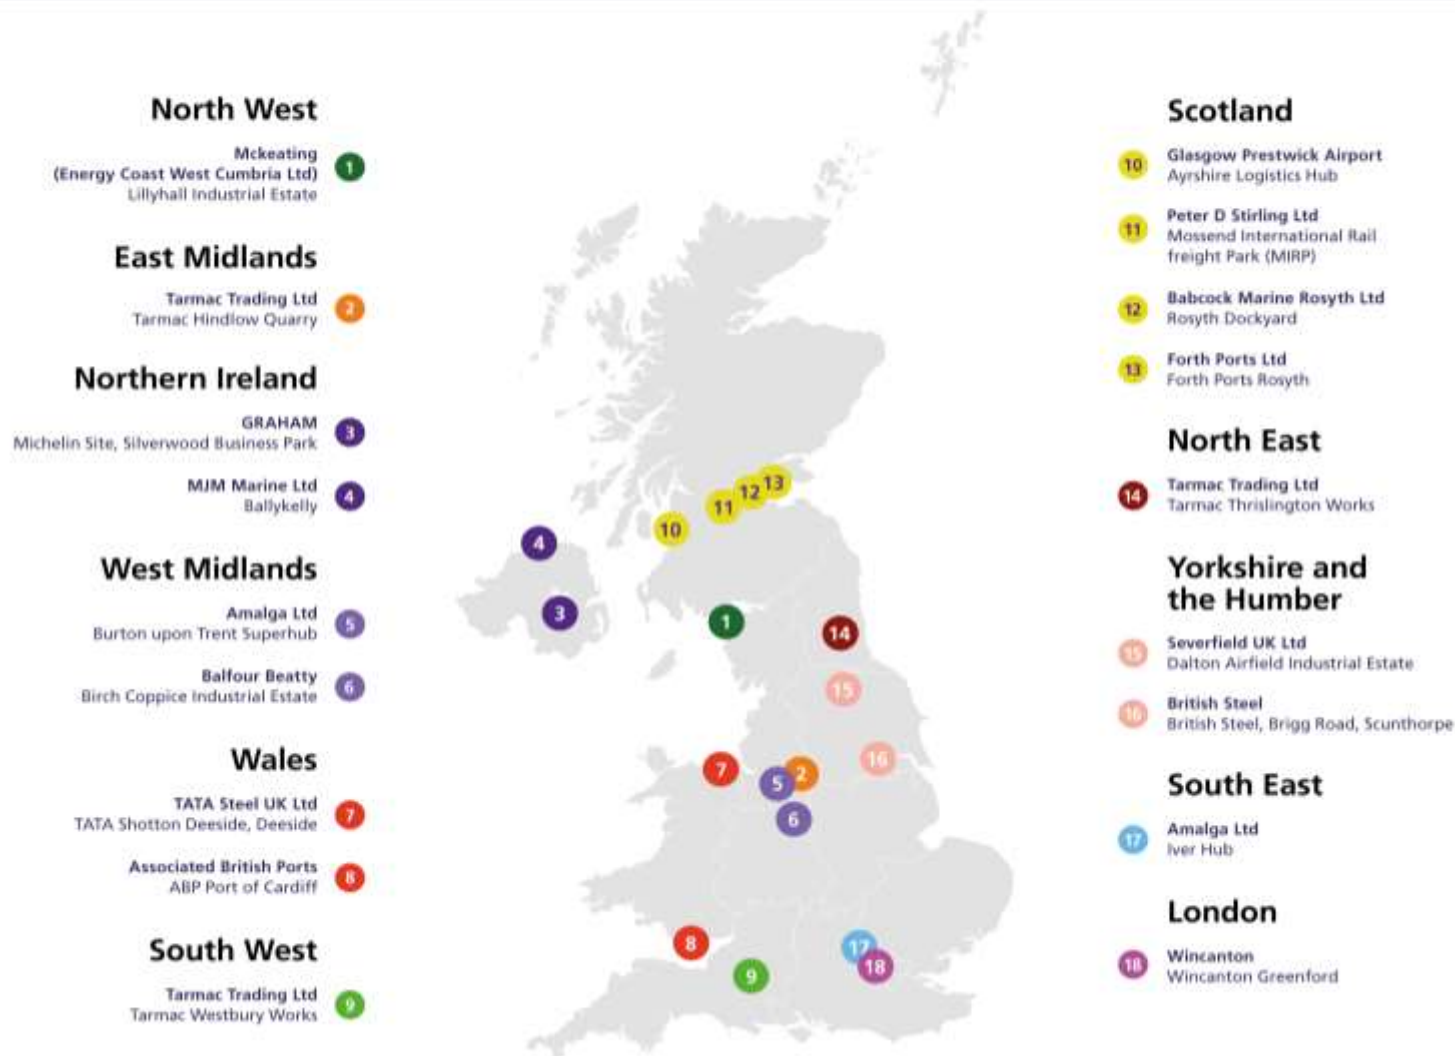 North West
Mckeating
(Energy Coast West Cumbria Ltd)
Lillyhall Industrial Estate
1
East Midlands
Tarmac Trading Ltd
Tarmac Hindlow Quarry
2
Northern Ireland
GRAHAM
Michelin Site, Silverwood Business Park
3
MJM Marine Ltd
Ballykelly
4
West Midlands
Amalga Ltd
Burton upon Trent Superhub
5
Balfour Beatty
Birch Coppice Industrial Estate
6
Wales
TATA Steel UK Ltd
TATA Shotton Deeside, Deeside
7
Associated British Ports
ABP Port of Cardiff
8
South West
Tarmac Trading Ltd
Tarmac Westbury Works
9
13
12
11
10
4
3
1
14
15
16
7
2
5
6
8
17
18
9
Scotland
10
Glasgow Prestwick Airport
Ayrshire Logistics Hub
11
Peter D Stirling Ltd
Mossend International Rail
freight Park (MIRP)
12
Babcock Marine Rosyth Ltd
Rosyth Dockyard
13
Forth Ports Ltd
Forth Ports Rosyth
North East
14
Tarmac Trading Ltd
Tarmac Thrislington Works
Yorkshire and
the Humber
15
Severfield UK Ltd
Dalton Airfield Industrial Estate
16
British Steel
British Steel, Brigg Road, Scunthorpe
South East
17
Amalga Ltd
Iver Hub
London
18
Wincanton
Wincanton Greenford